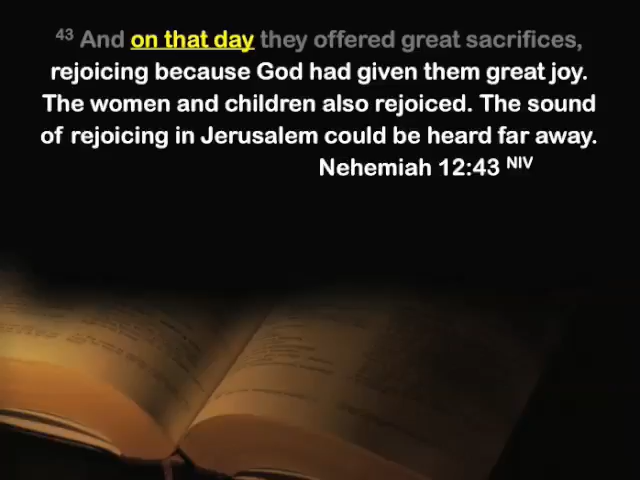 43 And on that day they offered great sacrifices,
rejoicing because God had given them great joy.
The women and children also rejoiced. The sound
of rejoicing in Jerusalem could be heard far away.
Nehemiah 12:43 NIV